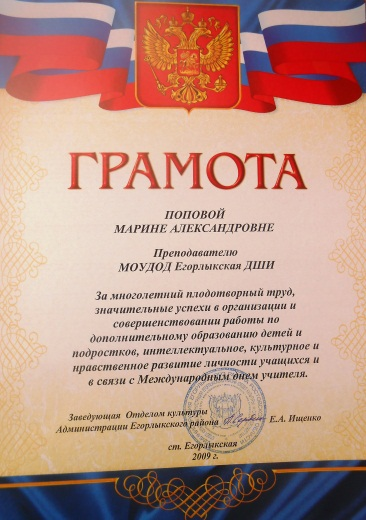 ГРАМОТА
ПОПОВОЙ
МАРИНЕ АЛЕКСАНДРОВНЕ
Преподавателю
МОУДОД Егорлыкская ДШИ
За многолетний плодотворный труд,
значительные успехи в организации и
совершенствовании работы по
дополнительному образованию детей и
подростков, интеллектуальное, культурное и
нравственное развитие личности учащихся и
в связи с Международным днем учителя.
Заведующая Отделом культуры
Администрации Егорлыкского района Е.А. Ищенко
ст. Егорлыкская
2009 г.